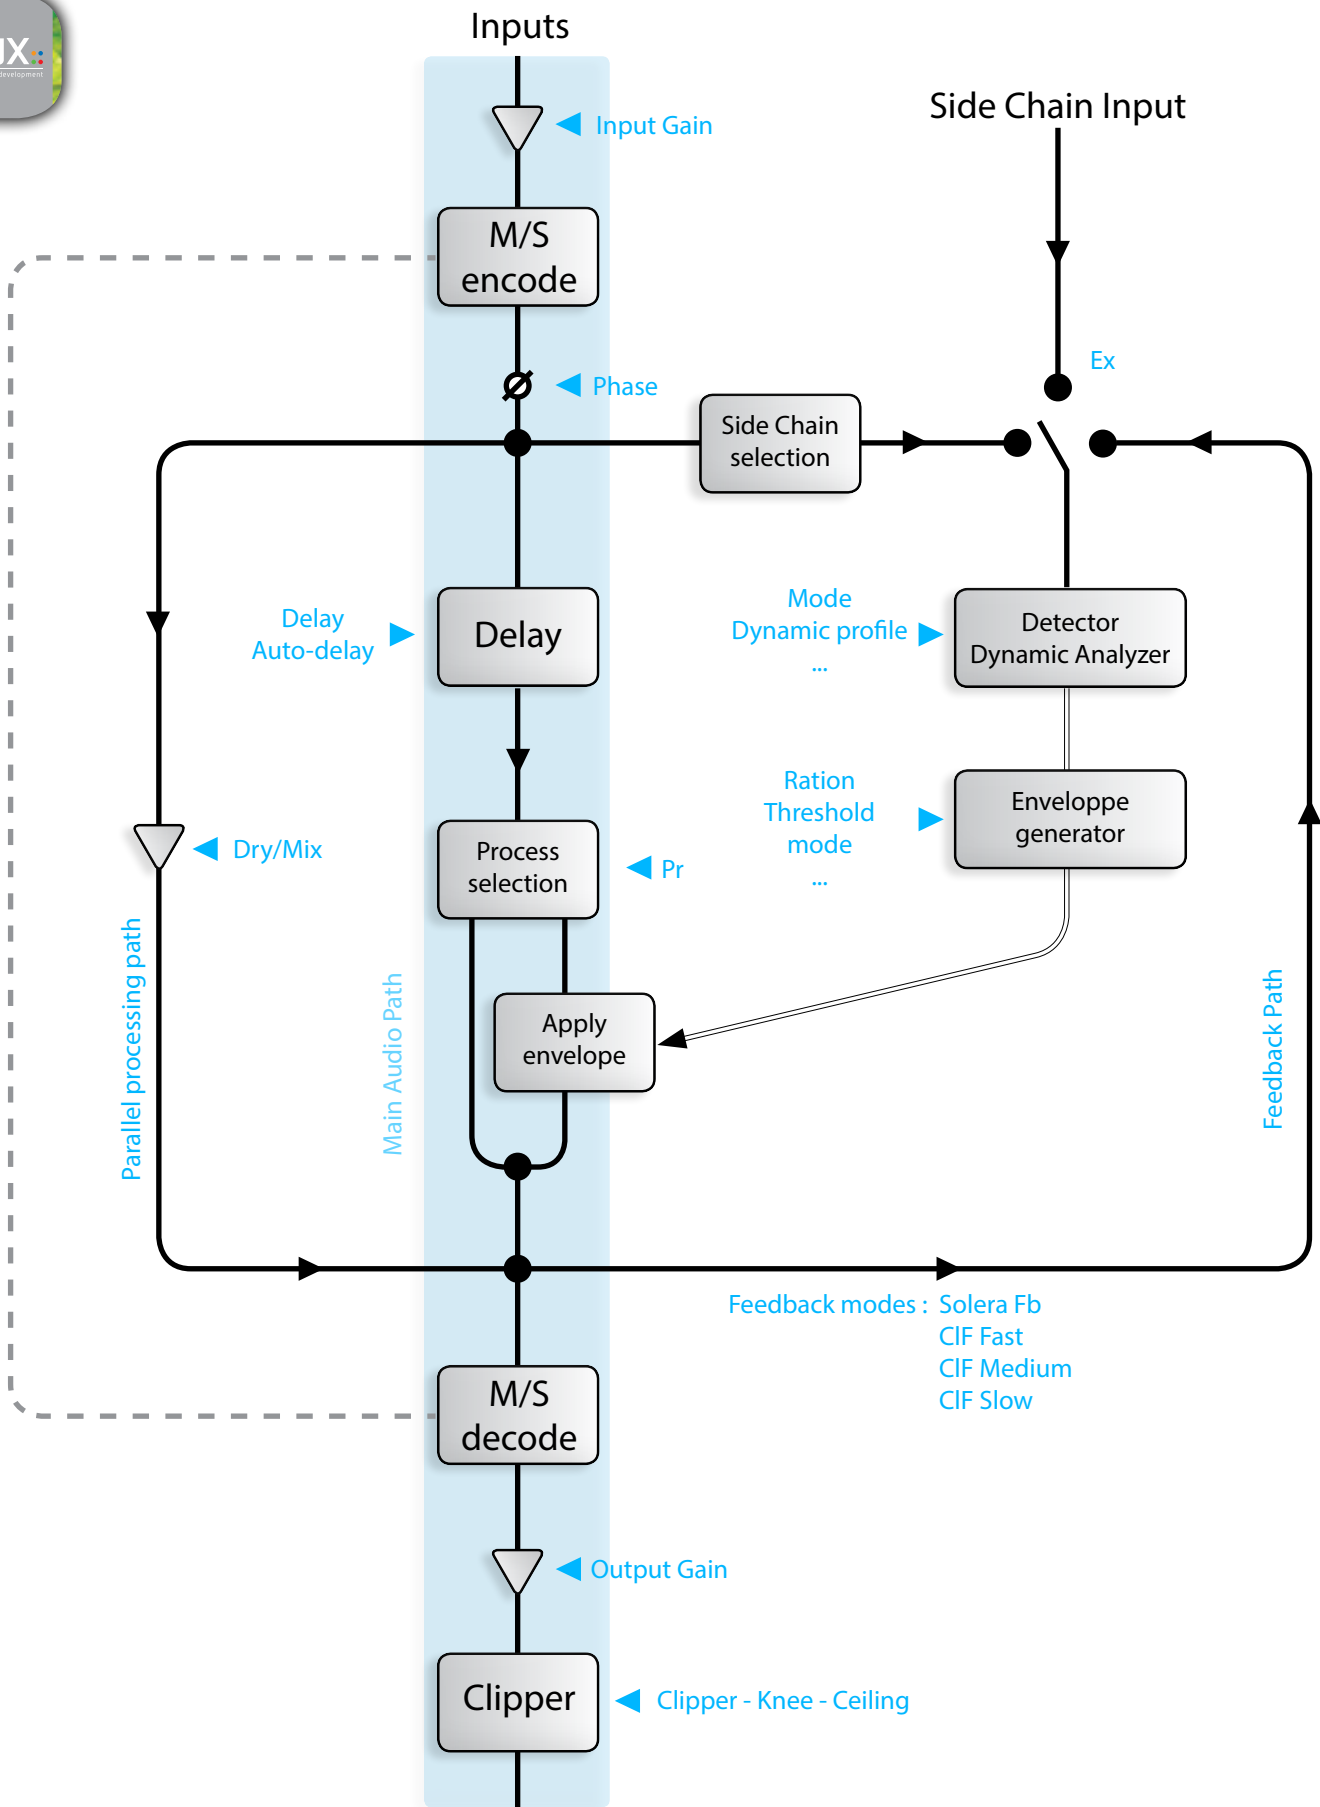 UX
development
Inputs
Side Chain Input
Input Gain
M/S
encode
Ex
Phase
Side Chain
selection
Delay
Auto-delay
Delay
Mode
Dynamic profile
...
Detector
Dynamic Analyzer
Ration
Threshold
mode
...
Enveloppe
generator
Dry/Mix
Process
selection
Pr
Parallel processing path
Main Audio Path
Apply
envelope
Feedback Path
Feedback modes : Solera Fb
ClF Fast
ClF Medium
ClF Slow
M/S
decode
Output Gain
Clipper
Clipper - Knee - Ceiling